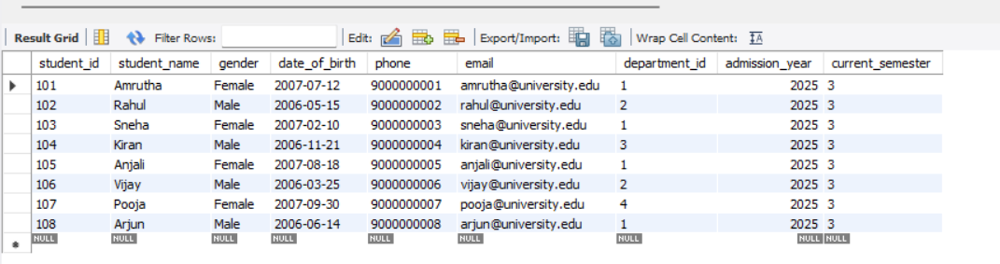 Result Grid Filter Rows: Edit: Export/Import: Wrap Cell Content: IA
student_id student_name gender date_of_birth phone email department_id admission_year current_semester
101 Amrutha Female 2007-07-12 9000000001 amrutha@university.edu 1 2025 3
102 Rahul Male 2006-05-15 9000000002 rahul@university.edu 2 2025 3
103 Sneha Female 2007-02-10 9000000003 sneha@university.edu 1 2025 3
104 Kiran Male 2006-11-21 9000000004 kiran@university.edu 3 2025 3
105 Anjali Female 2007-08-18 9000000005 anjali@university.edu 1 2025 3
106 Vijay Male 2006-03-25 9000000006 vijay@university.edu 2 2025 3
107 Pooja Female 2007-09-30 9000000007 pooja@university.edu 4 2025 3
108 Arjun Male 2006-06-14 9000000008 arjun@university.edu 1 2025 3
NULL NULL NULL NULL NULL NULL NULL NULL NULL